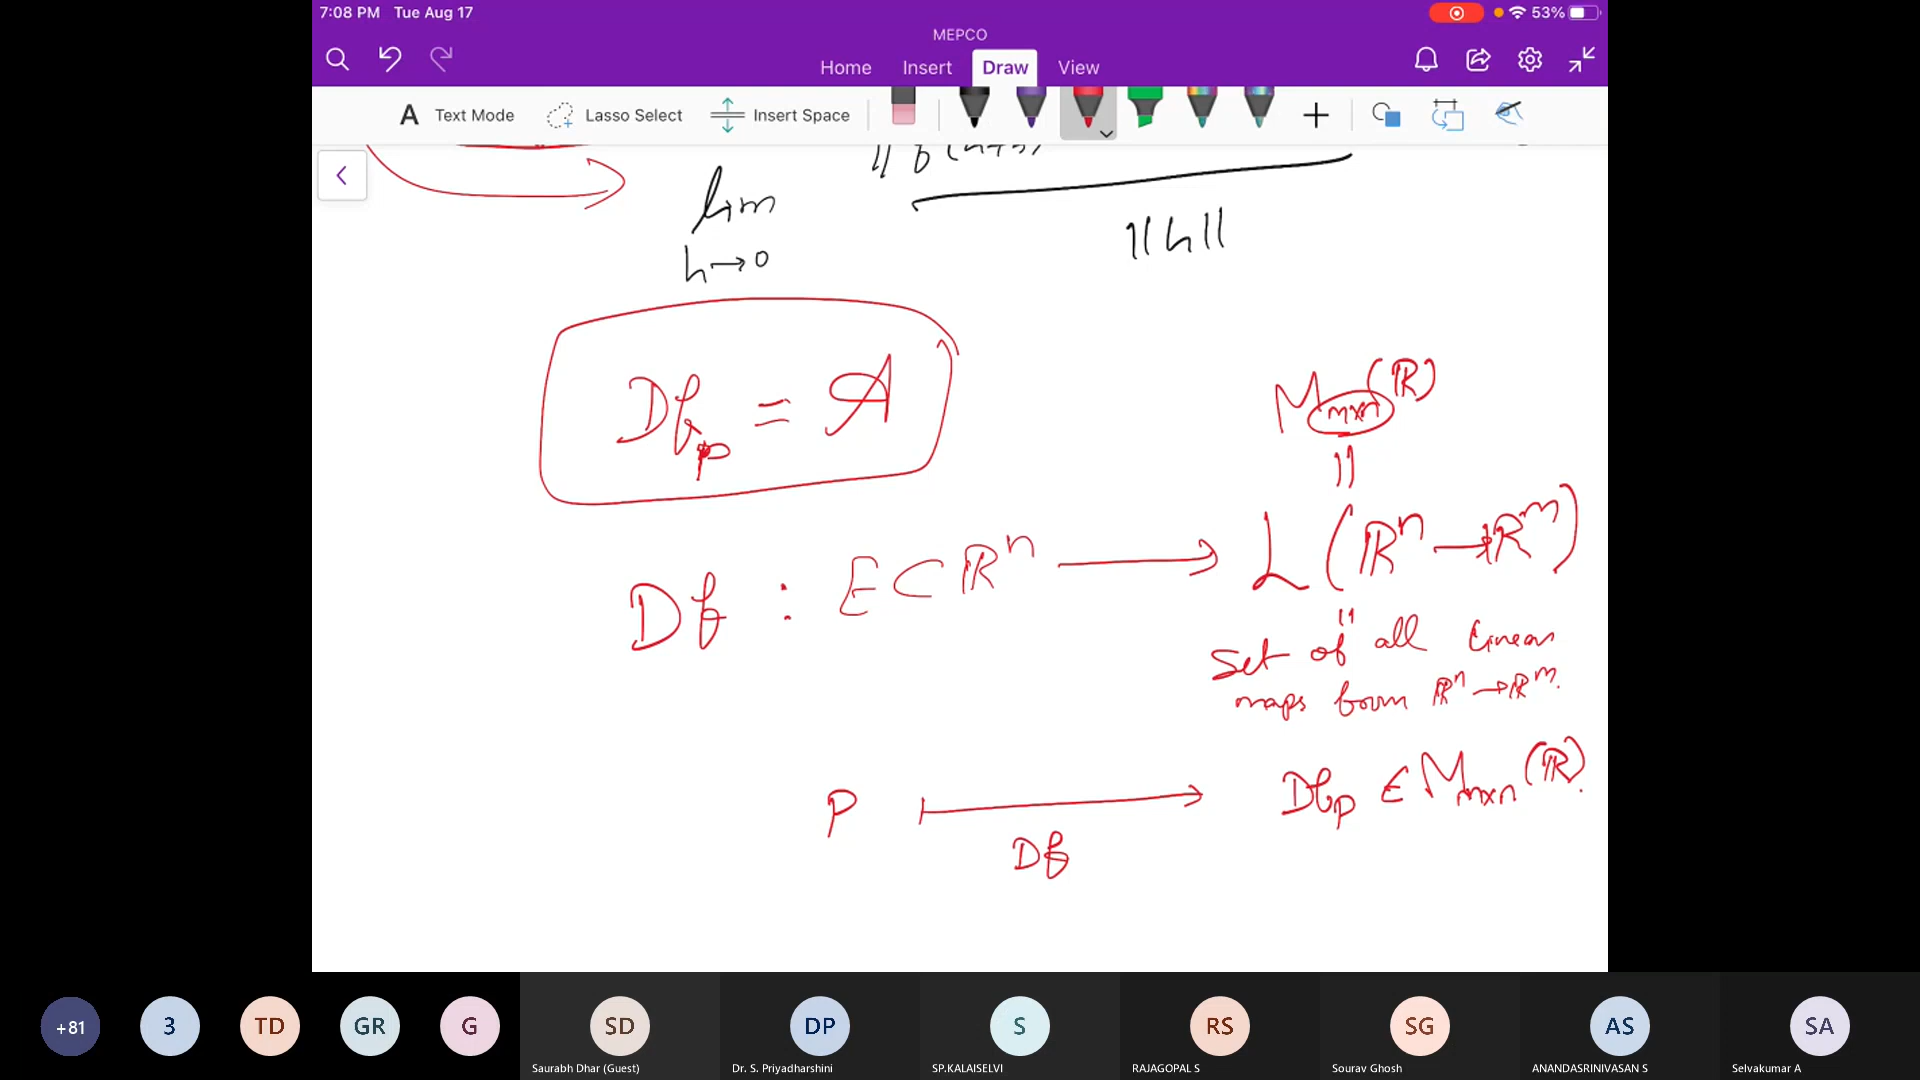 7:08 PM Tue Aug 17
53%
MEPCO
Home Insert Draw View
A Text Mode Lasso Select Insert Space
lim
h→0
||h||
Df_p = A
M_{m×n}(ℝ)
||
Df : E ⊂ ℝ^n ⟶ L(ℝ^n → ℝ^m)
||
Set of all linear
maps from ℝ^n → ℝ^m.
p ⟼ Df_p ∈ M_{m×n}(ℝ).
Df
+81 3 TD GR G SD DP S RS SG AS SA
Saurabh Dhar (Guest) Dr. S. Priyadharshini SP.KALAISELVI RAJAGOPAL S Sourav Ghosh ANANDASRINIVASAN S Selvakumar A